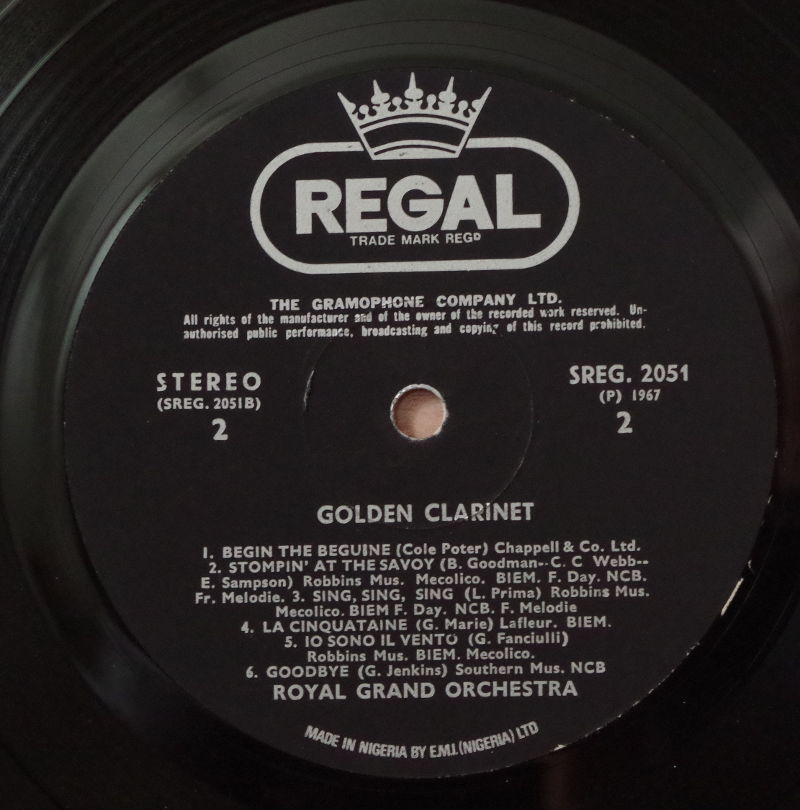 REGAL
TRADE MARK REGD
THE GRAMOPHONE COMPANY LTD.
All rights of the manufacturer and of the owner of the recorded work reserved. Un-
authorised public performance, broadcasting and copying of this record prohibited.
STEREO
(SREG. 2051B)
2
SREG. 2051
(P) 1967
2
GOLDEN CLARINET
1. BEGIN THE BEGUINE (Cole Poter) Chappell & Co. Ltd.
2. STOMPIN' AT THE SAVOY (B. Goodman--C. C Webb--
E. Sampson) Robbins Mus. Mecolico. BIEM. F. Day. NCB.
Fr. Melodie. 3. SING, SING, SING (L. Prima) Robbins Mus.
Mecolico. BIEM F. Day. NCB. F. Melodie
4. LA CINQUATAINE (G. Marie) Lafleur. BIEM.
5. IO SONO IL VENTO (G. Fanciulli)
Robbins Mus. BIEM. Mecolico.
6. GOODBYE (G. Jenkins) Southern Mus. NCB
ROYAL GRAND ORCHESTRA
MADE IN NIGERIA BY E.M.I. (NIGERIA) LTD